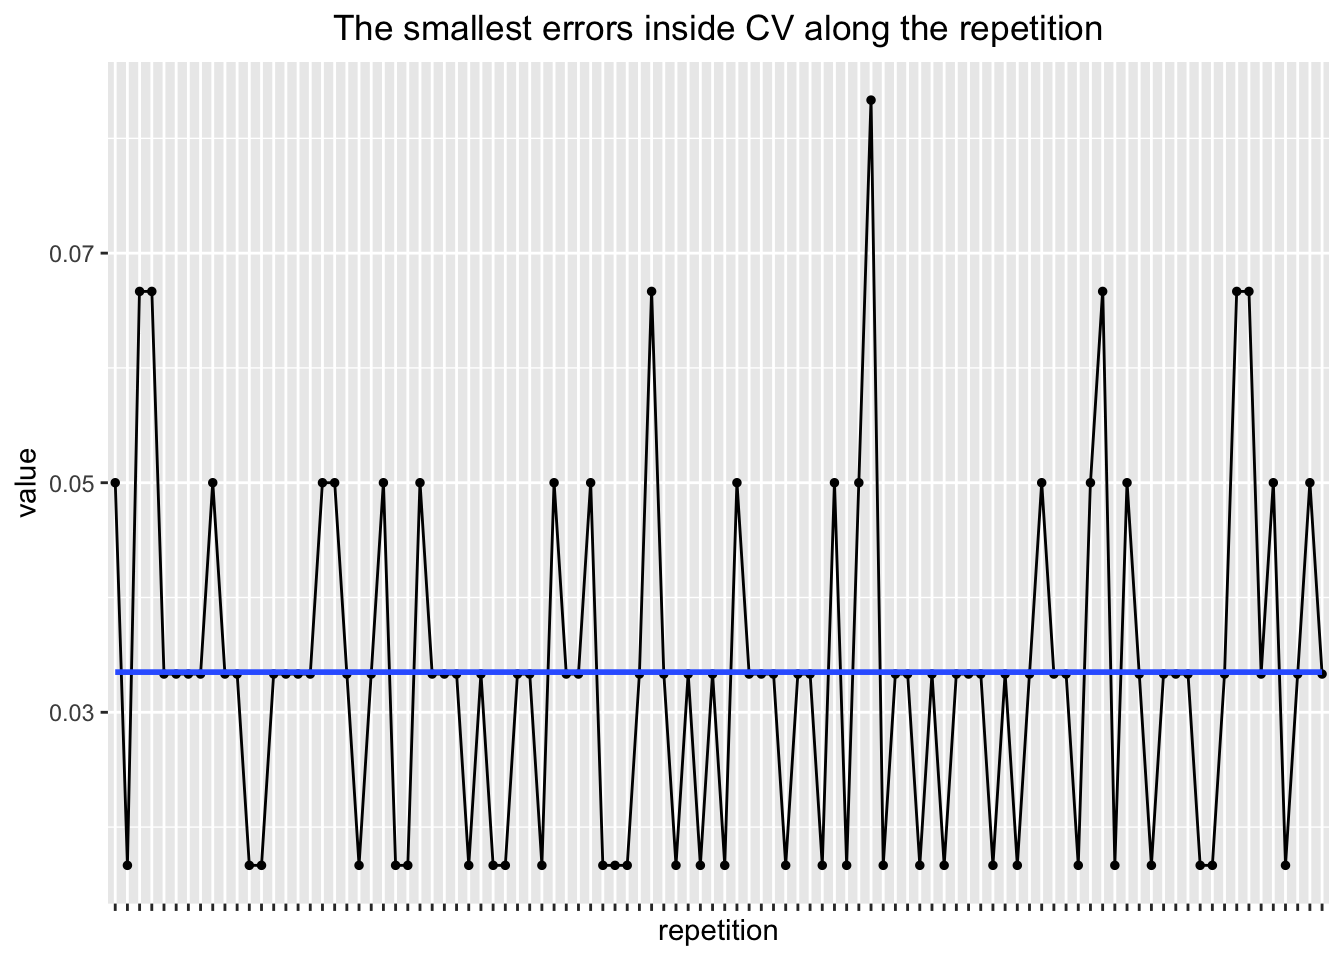 The smallest errors inside CV along the repetition
0.07
0.05
0.03
value
repetition